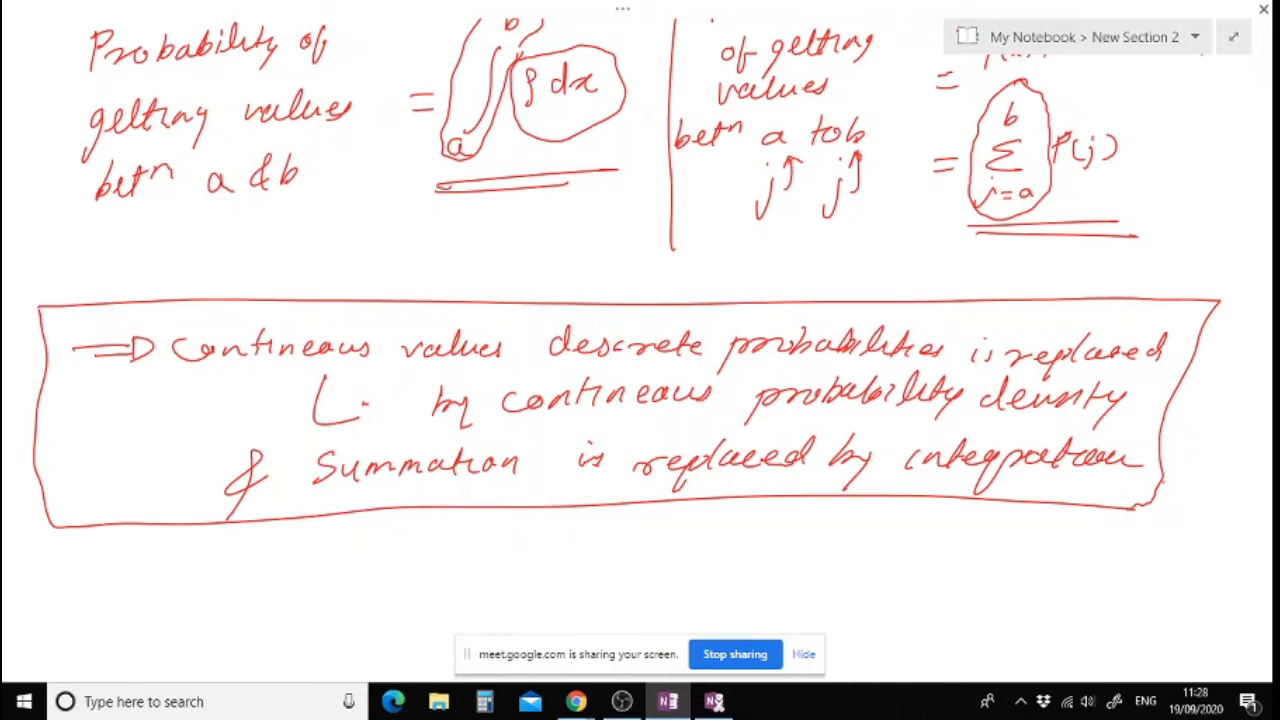 My Notebook > New Section 2
Probability of
getting values
betⁿ a & b
= ∫ₐᵇ ρ dx
of getting
values
betⁿ a to b
j j
=
= Σ P(j)
b
j=a
⇒ Contineous values descrete probabilities is replaced
by contineous probability density
& Summation is replaced by integration
meet.google.com is sharing your screen.
Stop sharing
Hide
Type here to search
ENG
11:28
19/09/2020
1